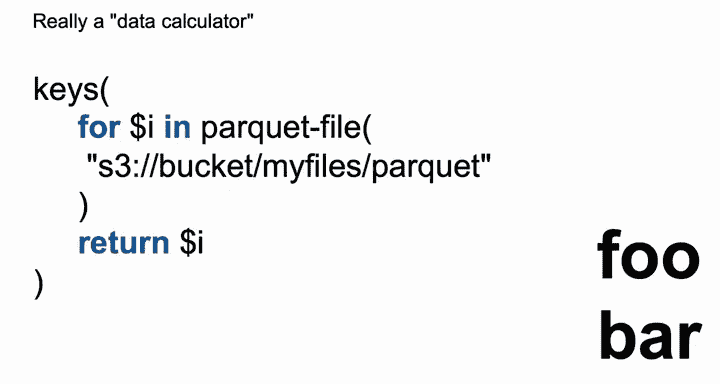 Really a "data calculator"
keys(
for $i in parquet-file(
"s3://bucket/myfiles/parquet"
)
return $i
)
foo
bar